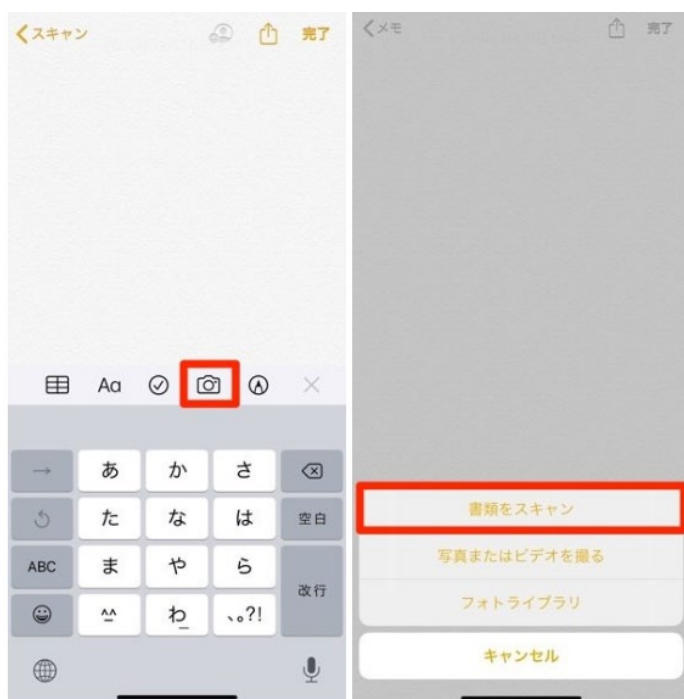 スキャン 完了
Aa
→ あ か さ
た な は 空白
ABC ま や ら
改行
^^ わ_ 、。?!
メモ 完了
書類をスキャン
写真またはビデオを撮る
フォトライブラリ
キャンセル